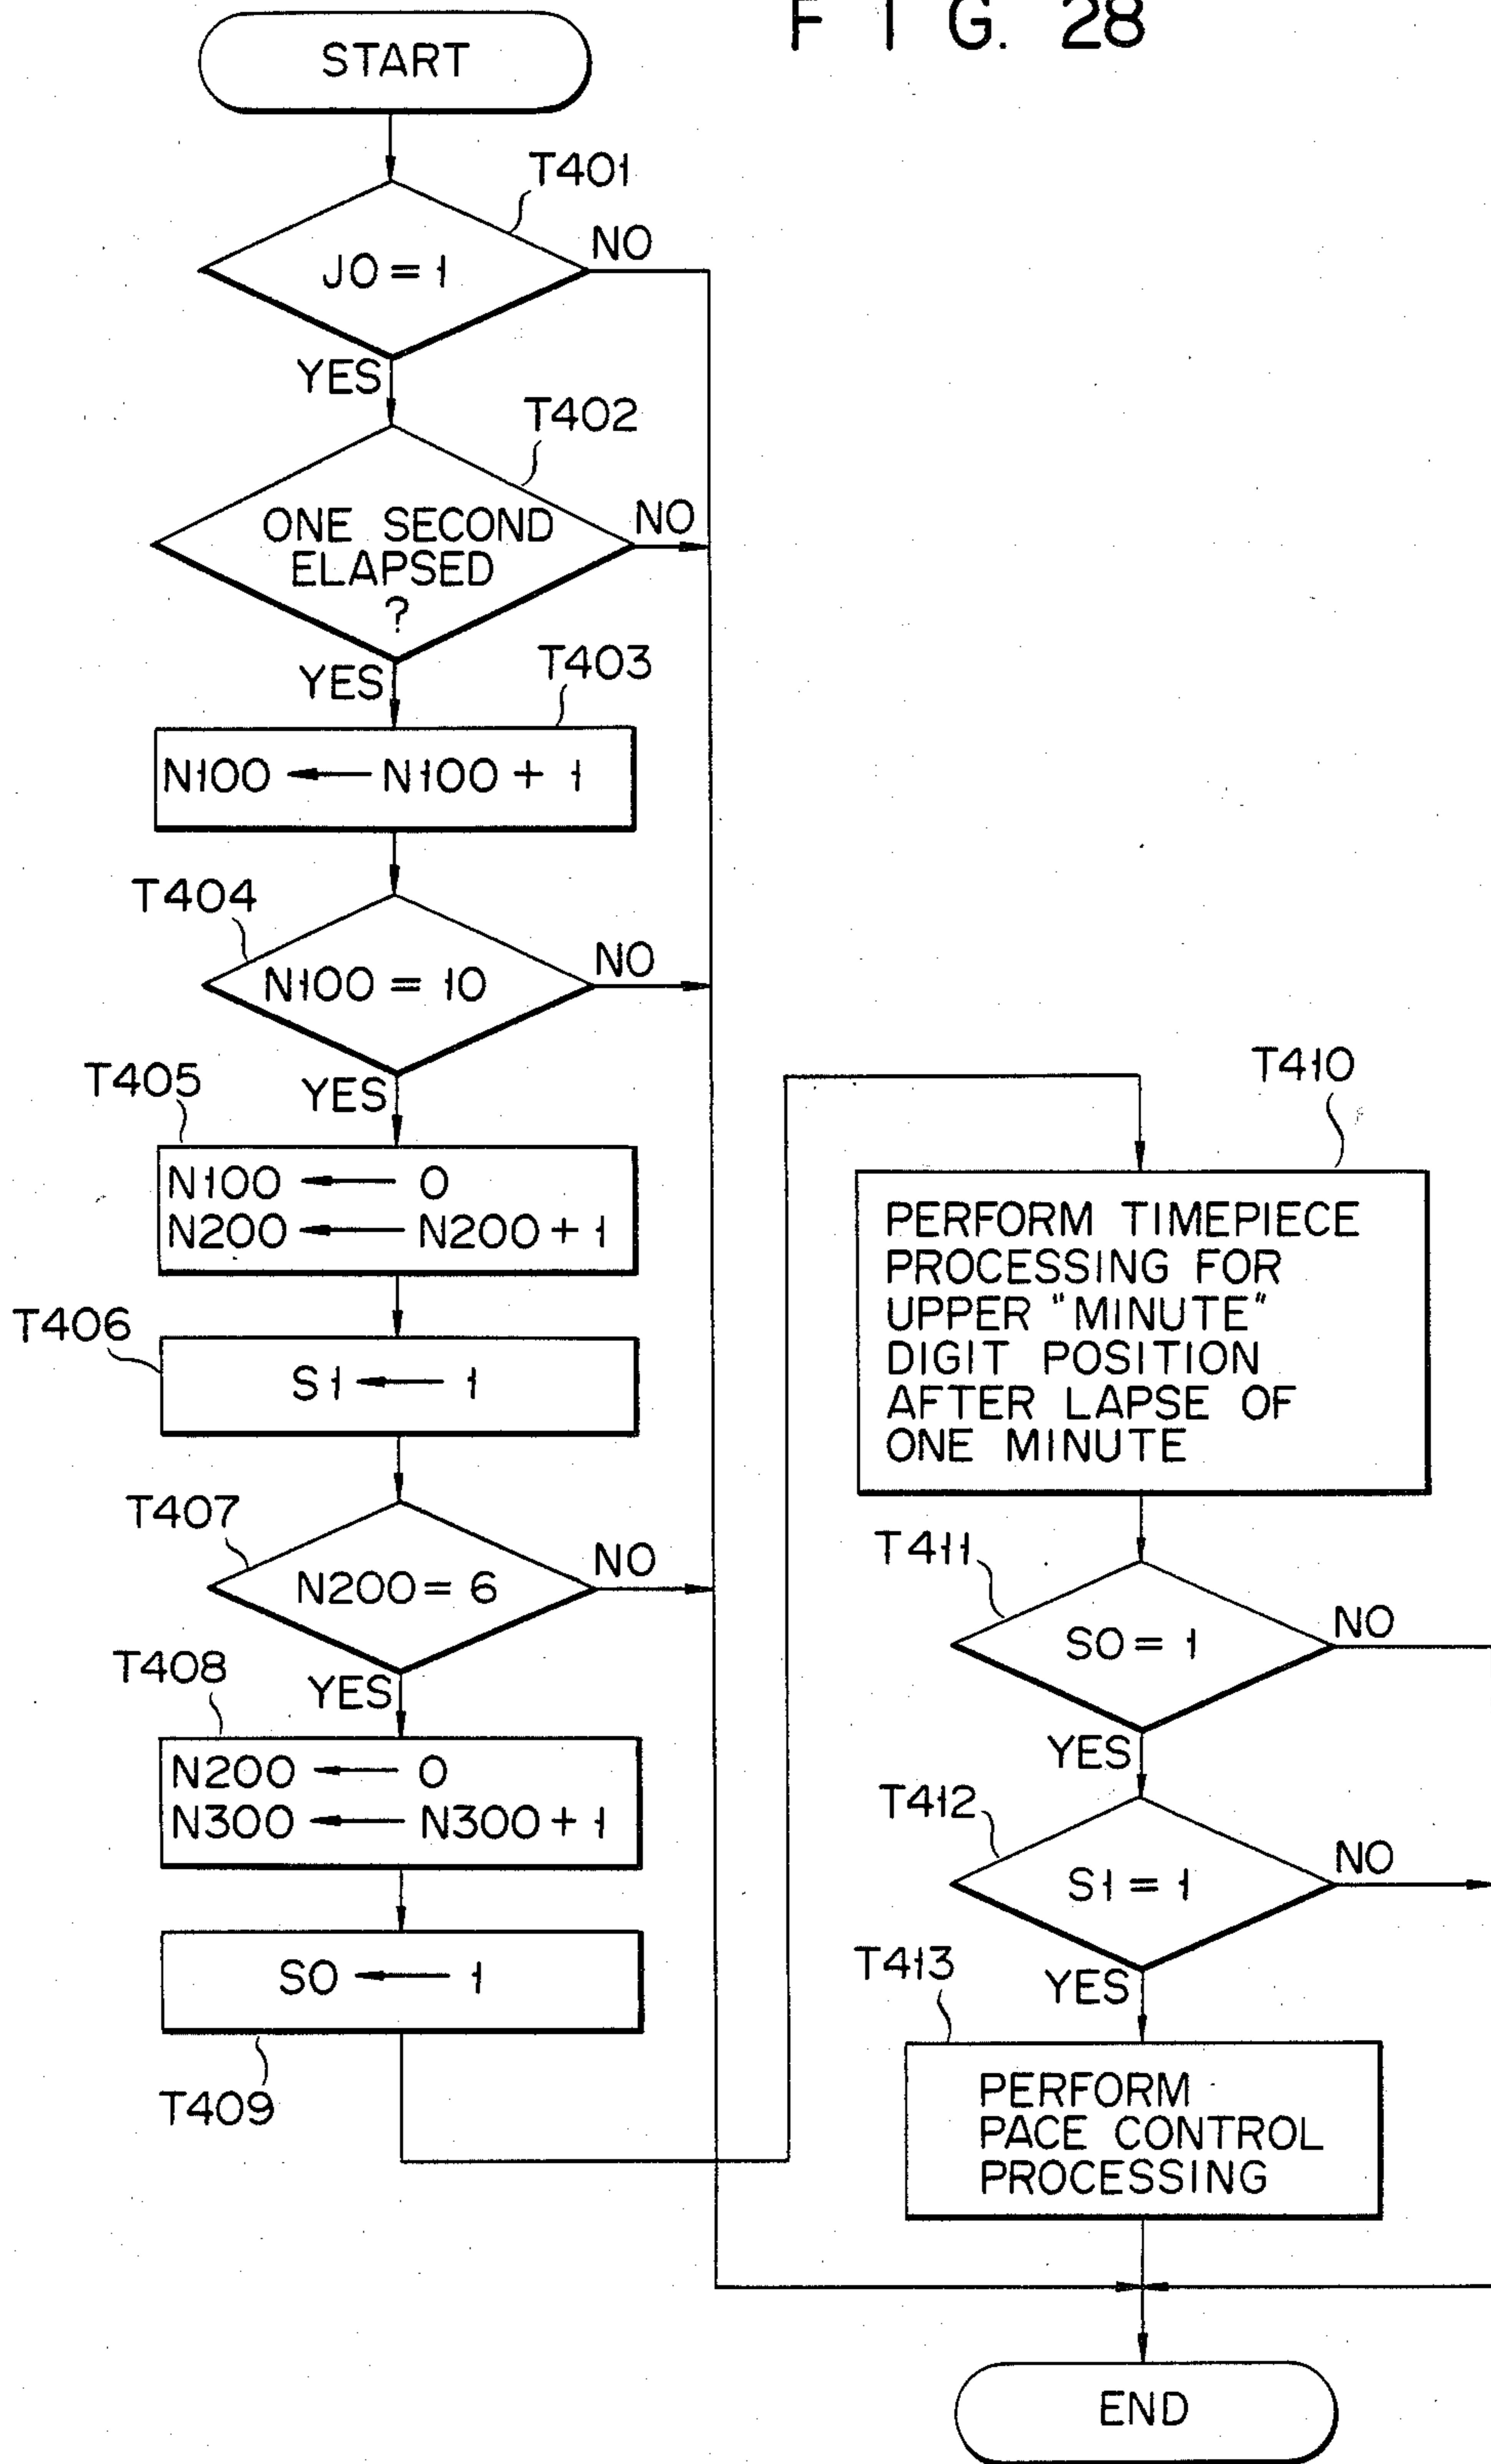 FIG. 28
START
T401
J0 = 1
NO
YES
T402
ONE SECOND
ELAPSED
?
NO
YES
T403
N100 ← N100 + 1
T404
N100 = 10
NO
YES
T405
N100 ← 0
N200 ← N200 + 1
T406
S1 ← 1
T407
N200 = 6
NO
YES
T408
N200 ← 0
N300 ← N300 + 1
S0 ← 1
T409
T410
PERFORM TIMEPIECE
PROCESSING FOR
UPPER "MINUTE"
DIGIT POSITION
AFTER LAPSE OF
ONE MINUTE
T411
S0 = 1
NO
YES
T412
S1 = 1
NO
YES
T413
PERFORM
PACE CONTROL
PROCESSING
END